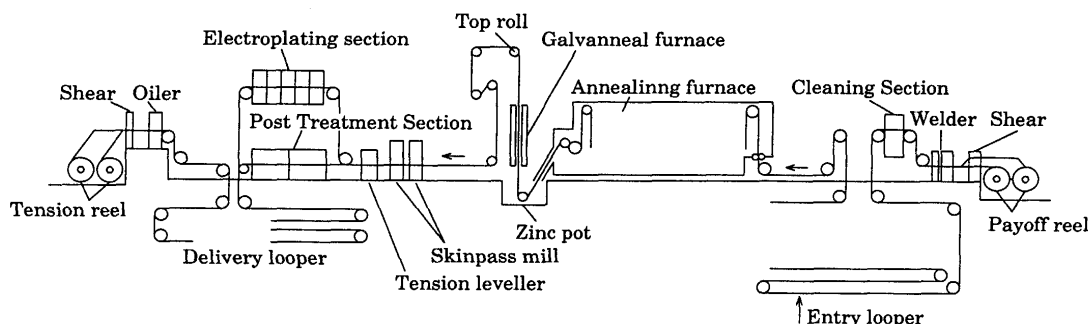 Top roll
Electroplating section
Galvanneal furnace
Shear
Oiler
Annealinng furnace
Cleaning Section
Post Treatment Section
Welder
Shear
Tension reel
Zinc pot
Payoff reel
Delivery looper
Skinpass mill
Tension leveller
Entry looper